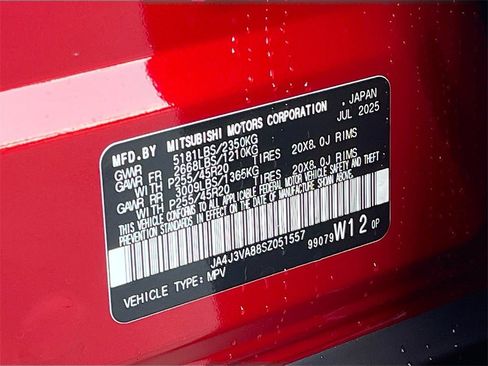 MFD.BY MITSUBISHI MOTORS CORPORATION, JAPAN
GVWR 5181LBS/2350KG JUL 2025
GAWR FR 2668LBS/1210KG
WITH P255/45R20 TIRES 20X8.0J RIMS
GAWR RR 3009LBS/1365KG
WITH P255/45R20 TIRES 20X8.0J RIMS
THIS VEHICLE CONFORMS TO ALL APPLICABLE FEDERAL MOTOR VEHICLE SAFETY, BUMPER, AND THEFT
PREVENTION STANDARDS IN EFFECT ON THE DATE OF MANUFACTURE SHOWN ABOVE.
JA4J3VA88SZ051557
99079 W12 0P
VEHICLE TYPE: MPV